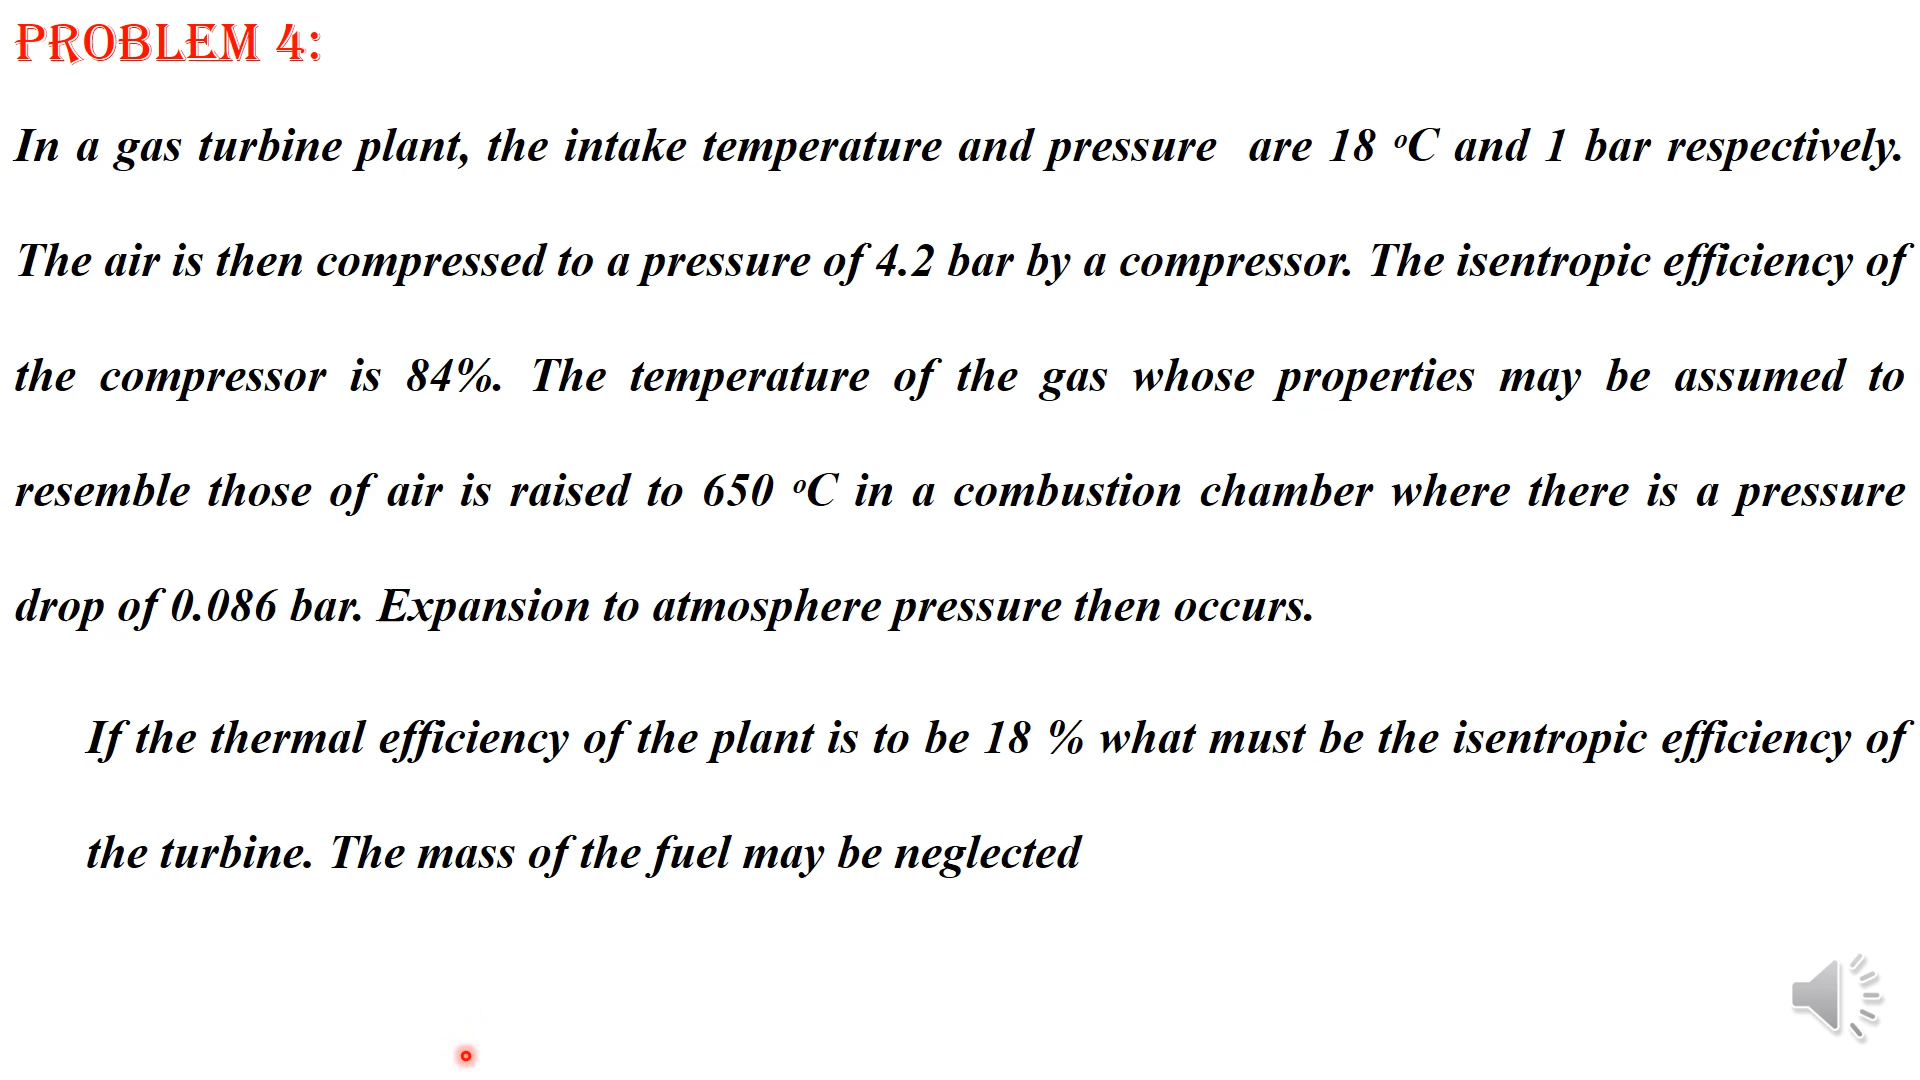 PROBLEM 4:
In a gas turbine plant, the intake temperature and pressure are 18 ᵒC and 1 bar respectively.
The air is then compressed to a pressure of 4.2 bar by a compressor. The isentropic efficiency of
the compressor is 84%. The temperature of the gas whose properties may be assumed to
resemble those of air is raised to 650 ᵒC in a combustion chamber where there is a pressure
drop of 0.086 bar. Expansion to atmosphere pressure then occurs.
If the thermal efficiency of the plant is to be 18 % what must be the isentropic efficiency of
the turbine. The mass of the fuel may be neglected